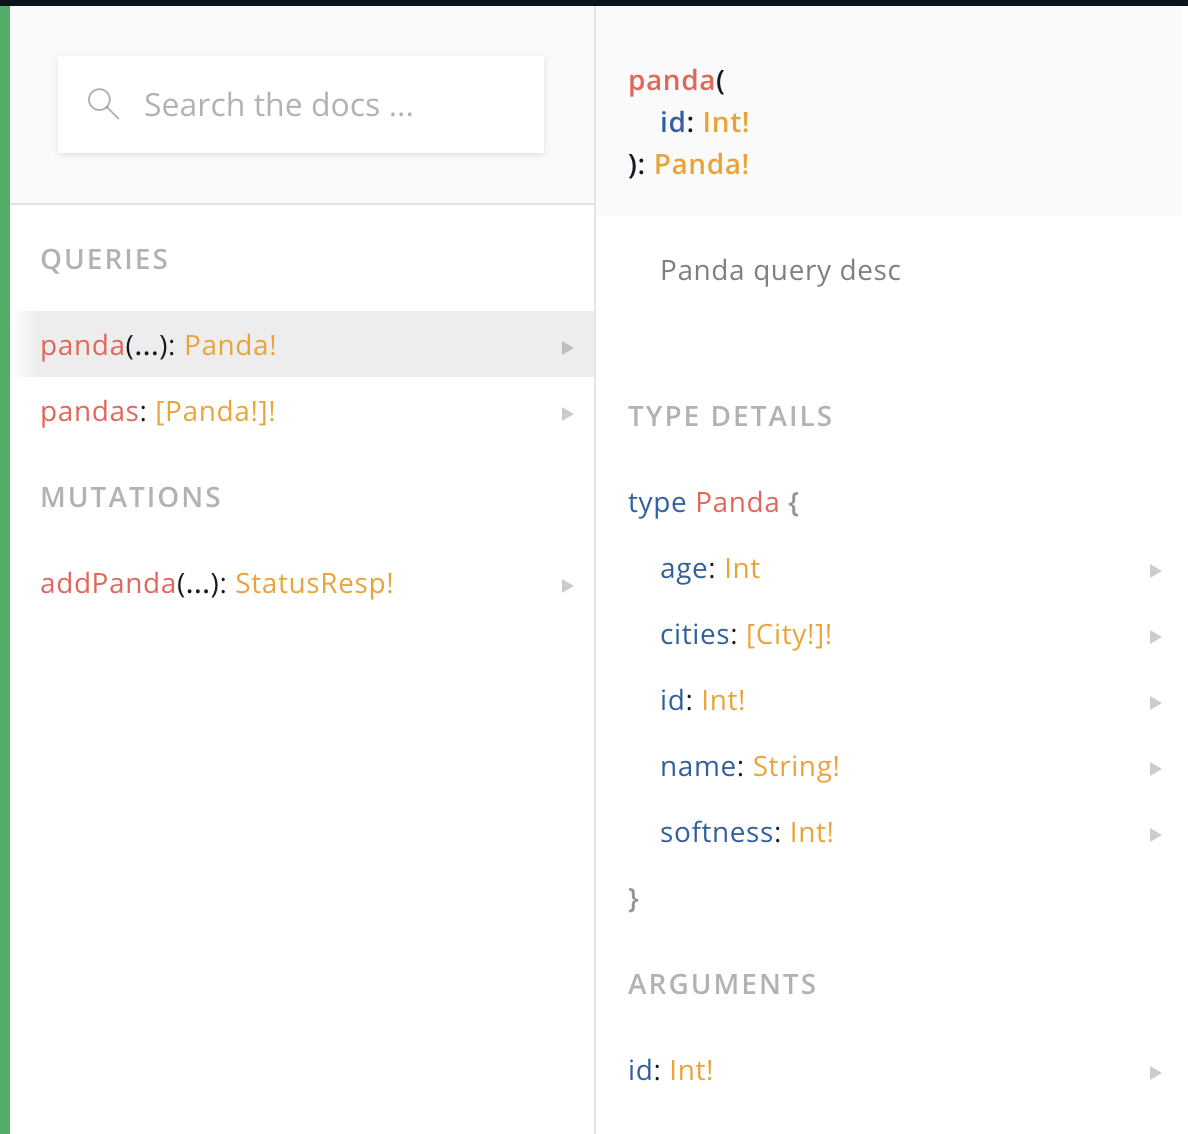 Search the docs ...
QUERIES
panda(...): Panda!
pandas: [Panda!]!
MUTATIONS
addPanda(...): StatusResp!
panda(
id: Int!
): Panda!
Panda query desc
TYPE DETAILS
type Panda {
age: Int
cities: [City!]!
id: Int!
name: String!
softness: Int!
}
ARGUMENTS
id: Int!